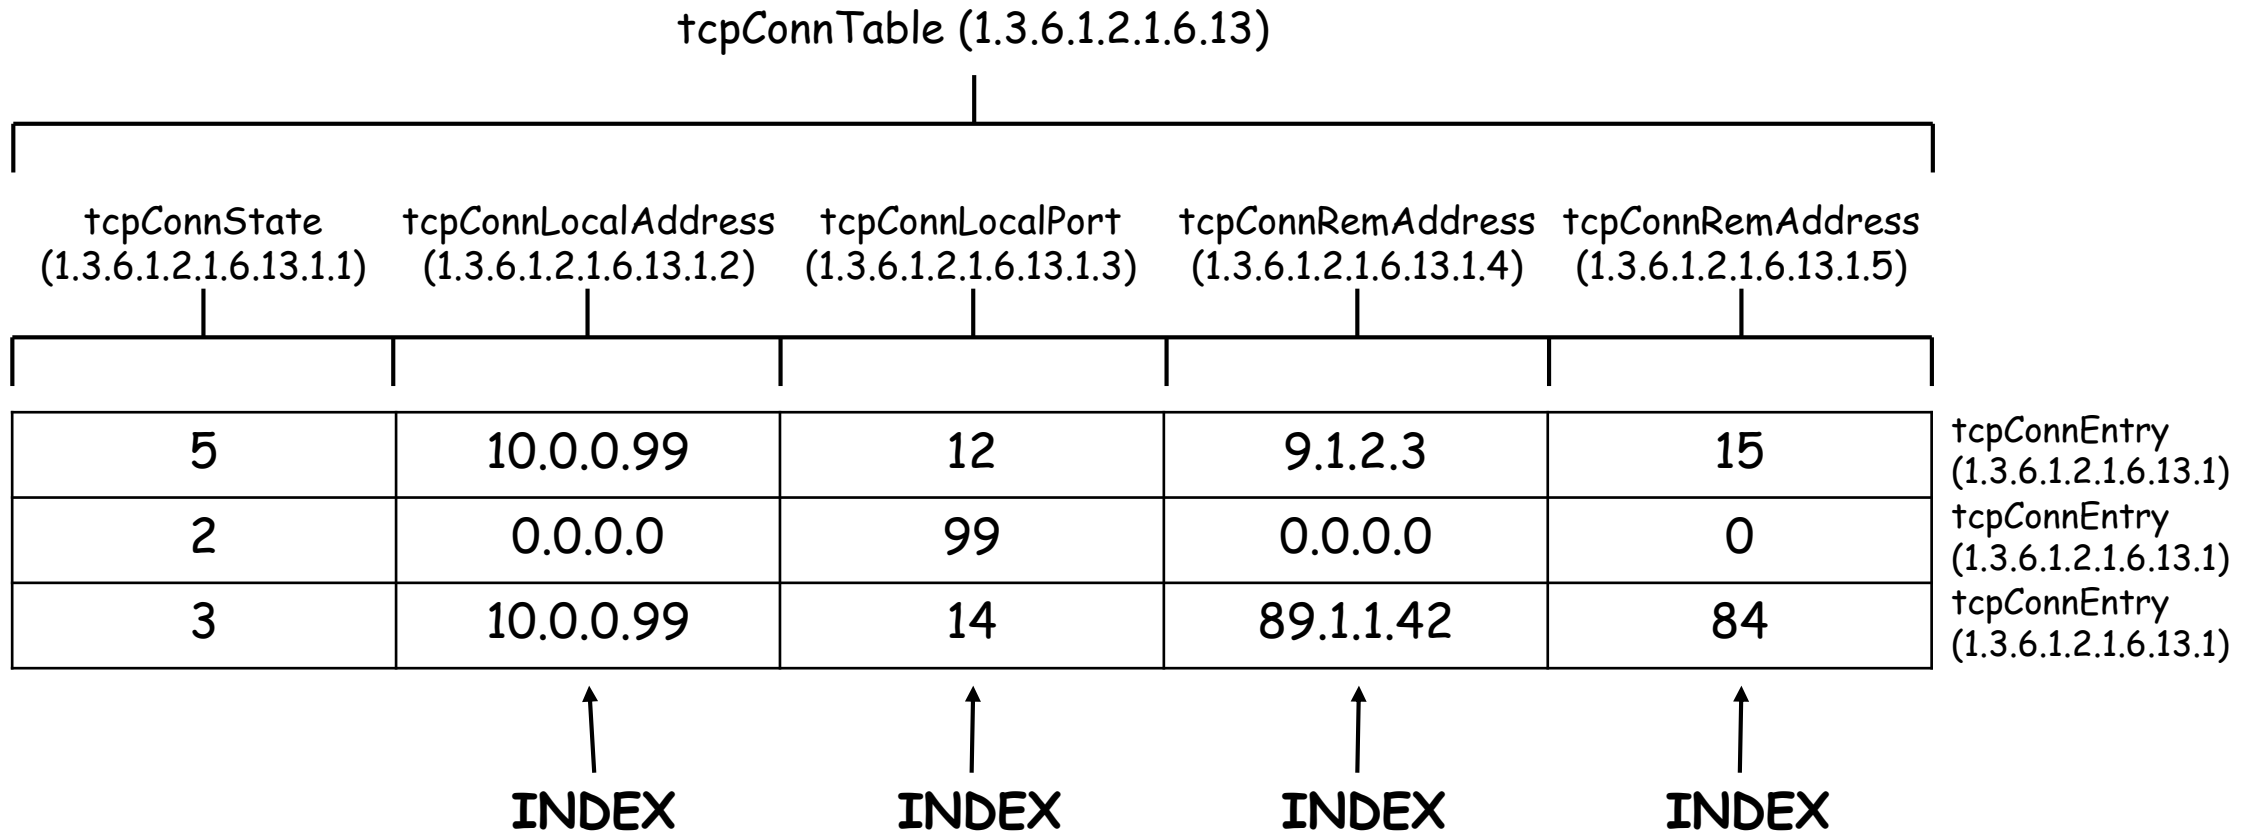 tcpConnTable (1.3.6.1.2.1.6.13)
tcpConnState
(1.3.6.1.2.1.6.13.1.1)
tcpConnLocalAddress
(1.3.6.1.2.1.6.13.1.2)
tcpConnLocalPort
(1.3.6.1.2.1.6.13.1.3)
tcpConnRemAddress
(1.3.6.1.2.1.6.13.1.4)
tcpConnRemAddress
(1.3.6.1.2.1.6.13.1.5)
5 10.0.0.99 12 9.1.2.3 15
tcpConnEntry
(1.3.6.1.2.1.6.13.1)
2 0.0.0.0 99 0.0.0.0 0
tcpConnEntry
(1.3.6.1.2.1.6.13.1)
3 10.0.0.99 14 89.1.1.42 84
tcpConnEntry
(1.3.6.1.2.1.6.13.1)
INDEX INDEX INDEX INDEX